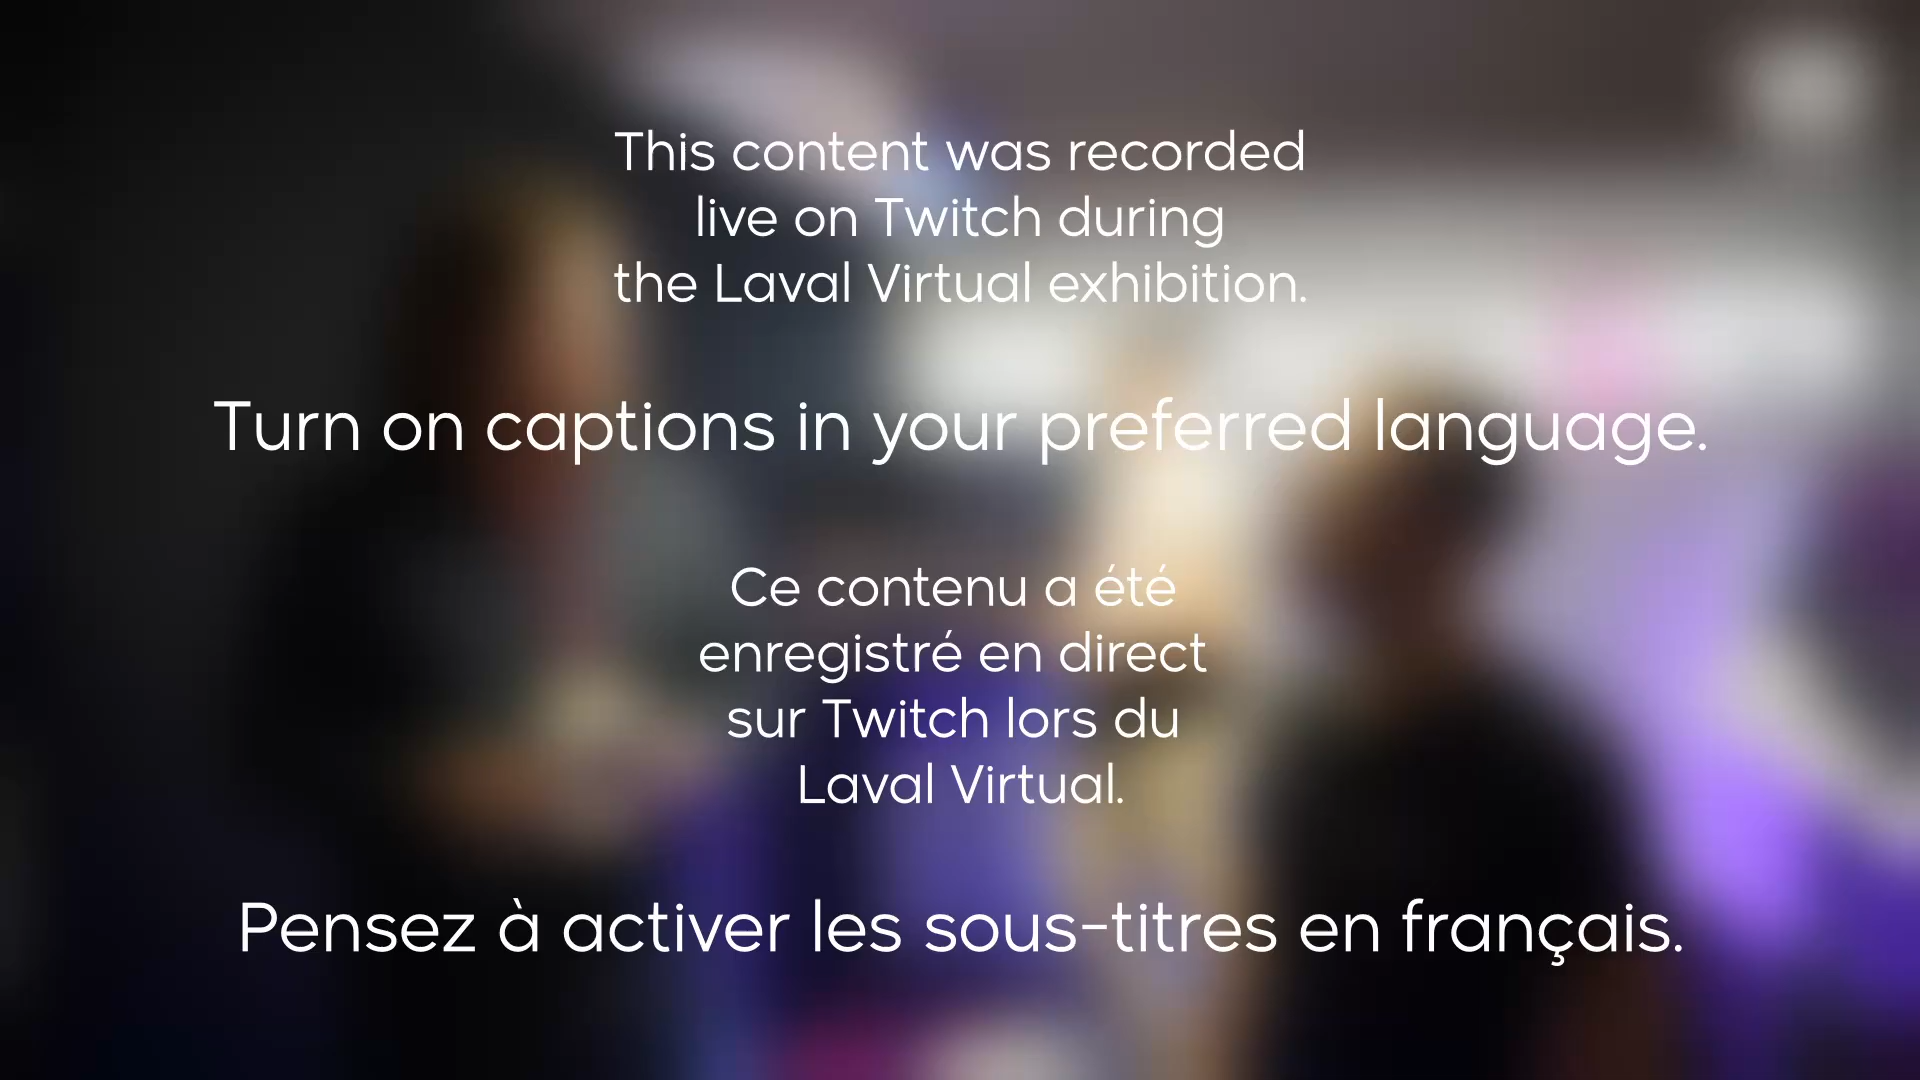 This content was recorded
live on Twitch during
the Laval Virtual exhibition.
Turn on captions in your preferred language.
Ce contenu a été
enregistré en direct
sur Twitch lors du
Laval Virtual.
Pensez à activer les sous-titres en français.